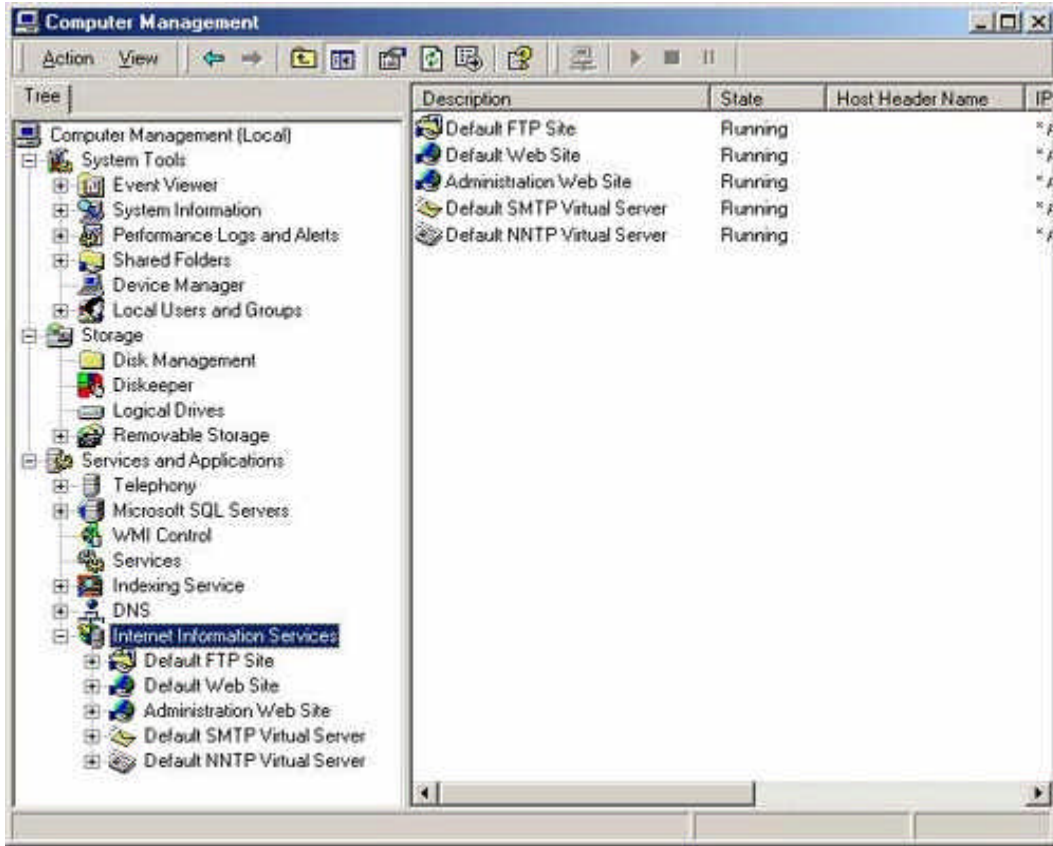 Computer Management
Action View
Tree
Computer Management (Local)
System Tools
Event Viewer
System Information
Performance Logs and Alerts
Shared Folders
Device Manager
Local Users and Groups
Storage
Disk Management
Diskeeper
Logical Drives
Removable Storage
Services and Applications
Telephony
Microsoft SQL Servers
WMI Control
Services
Indexing Service
DNS
Internet Information Services
Default FTP Site
Default Web Site
Administration Web Site
Default SMTP Virtual Server
Default NNTP Virtual Server
Description State Host Header Name IP
Default FTP Site Running
Default Web Site Running
Administration Web Site Running
Default SMTP Virtual Server Running
Default NNTP Virtual Server Running